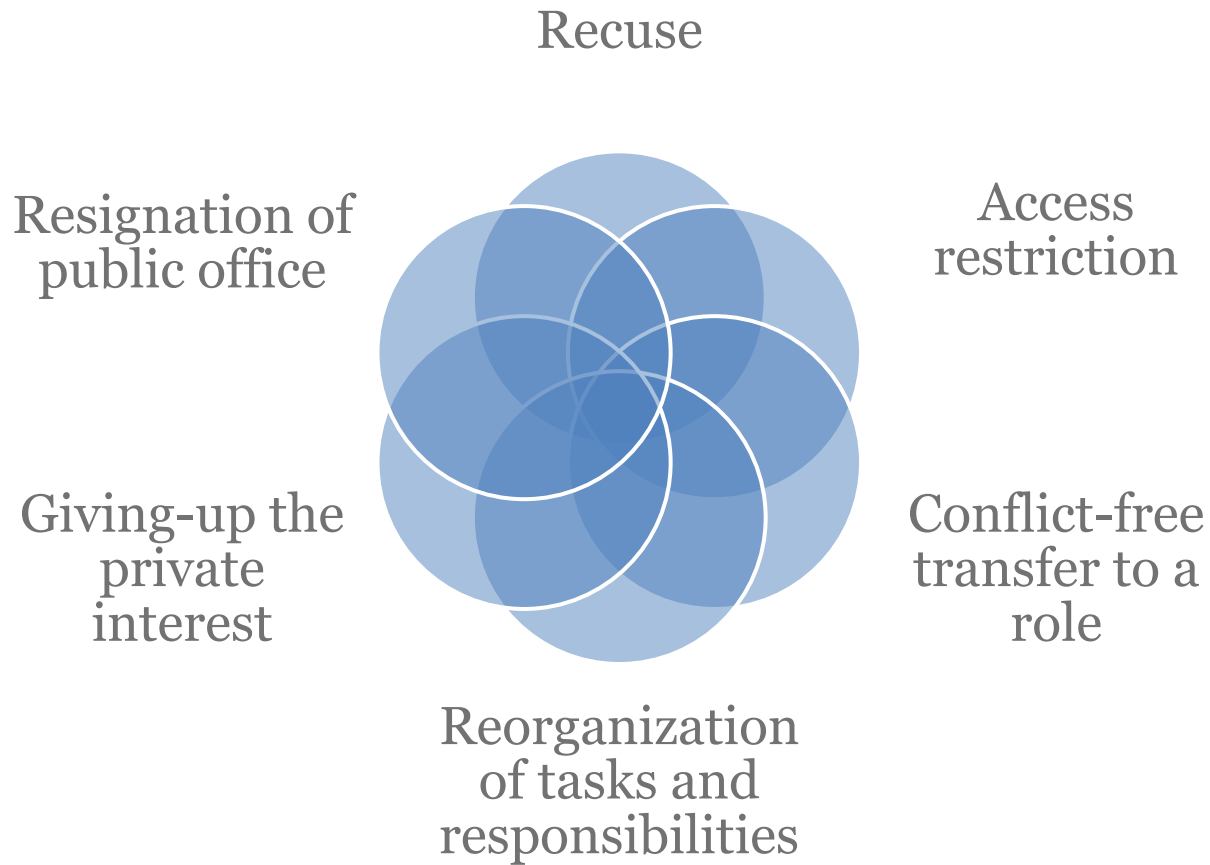 Recuse
Access
restriction
Conflict-free
transfer to a
role
Reorganization
of tasks and
responsibilities
Giving-up the
private
interest
Resignation of
public office